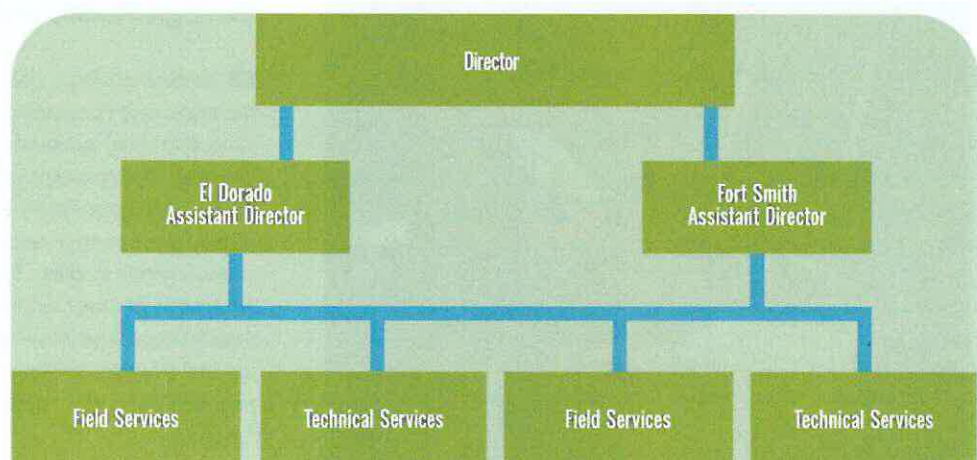 Director
El Dorado
Assistant Director
Fort Smith
Assistant Director
Field Services
Technical Services
Field Services
Technical Services